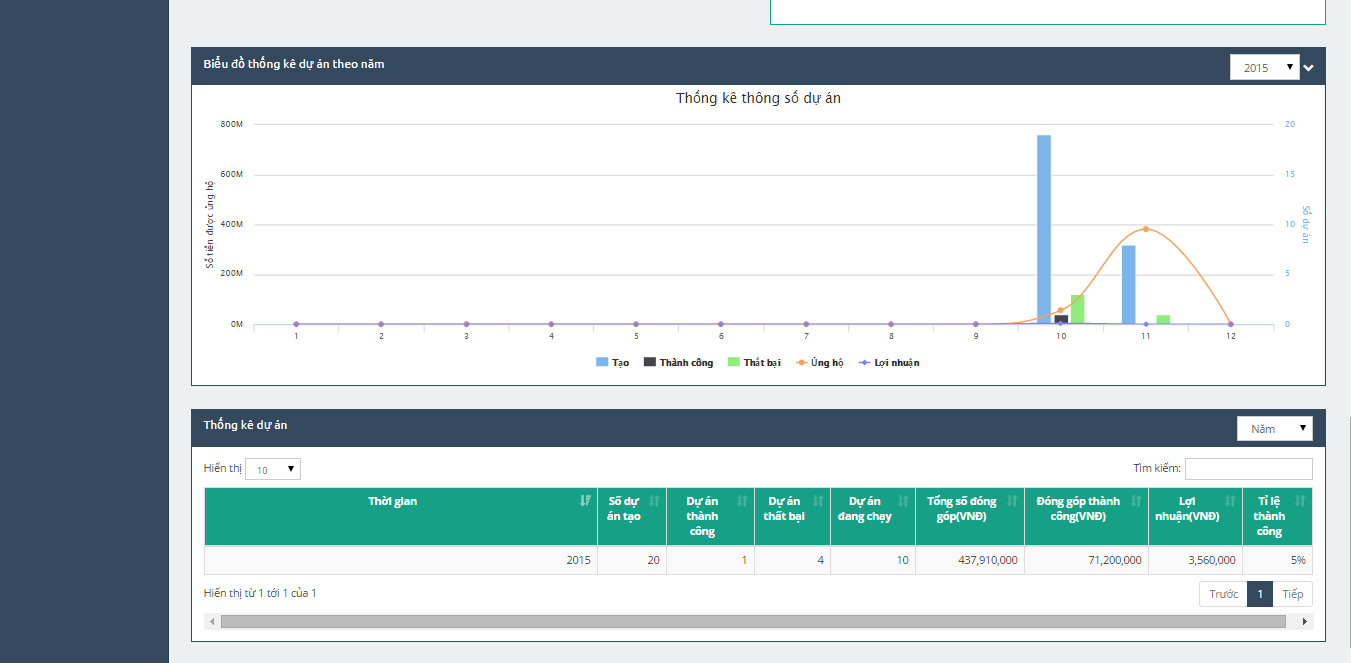 Biểu đồ thống kê dự án theo năm
2015
Thống kê thông số dự án
800M
600M
400M
200M
0M
Số tiền được ủng hộ
20
15
10
5
0
Số dự án
1 2 3 4 5 6 7 8 9 10 11 12
Tạo Thành công Thất bại Ủng hộ Lợi nhuận
Thống kê dự án
Năm
Hiển thị 10
Tìm kiếm:
Thời gian
Số dự
án tạo
Dự án
thành
công
Dự án
thất bại
Dự án
đang chạy
Tổng số đóng
góp(VNĐ)
Đóng góp thành
công(VNĐ)
Lợi
nhuận(VNĐ)
Tỉ lệ
thành
công
2015 20 1 4 10 437,910,000 71,200,000 3,560,000 5%
Hiển thị từ 1 tới 1 của 1
Trước 1 Tiếp